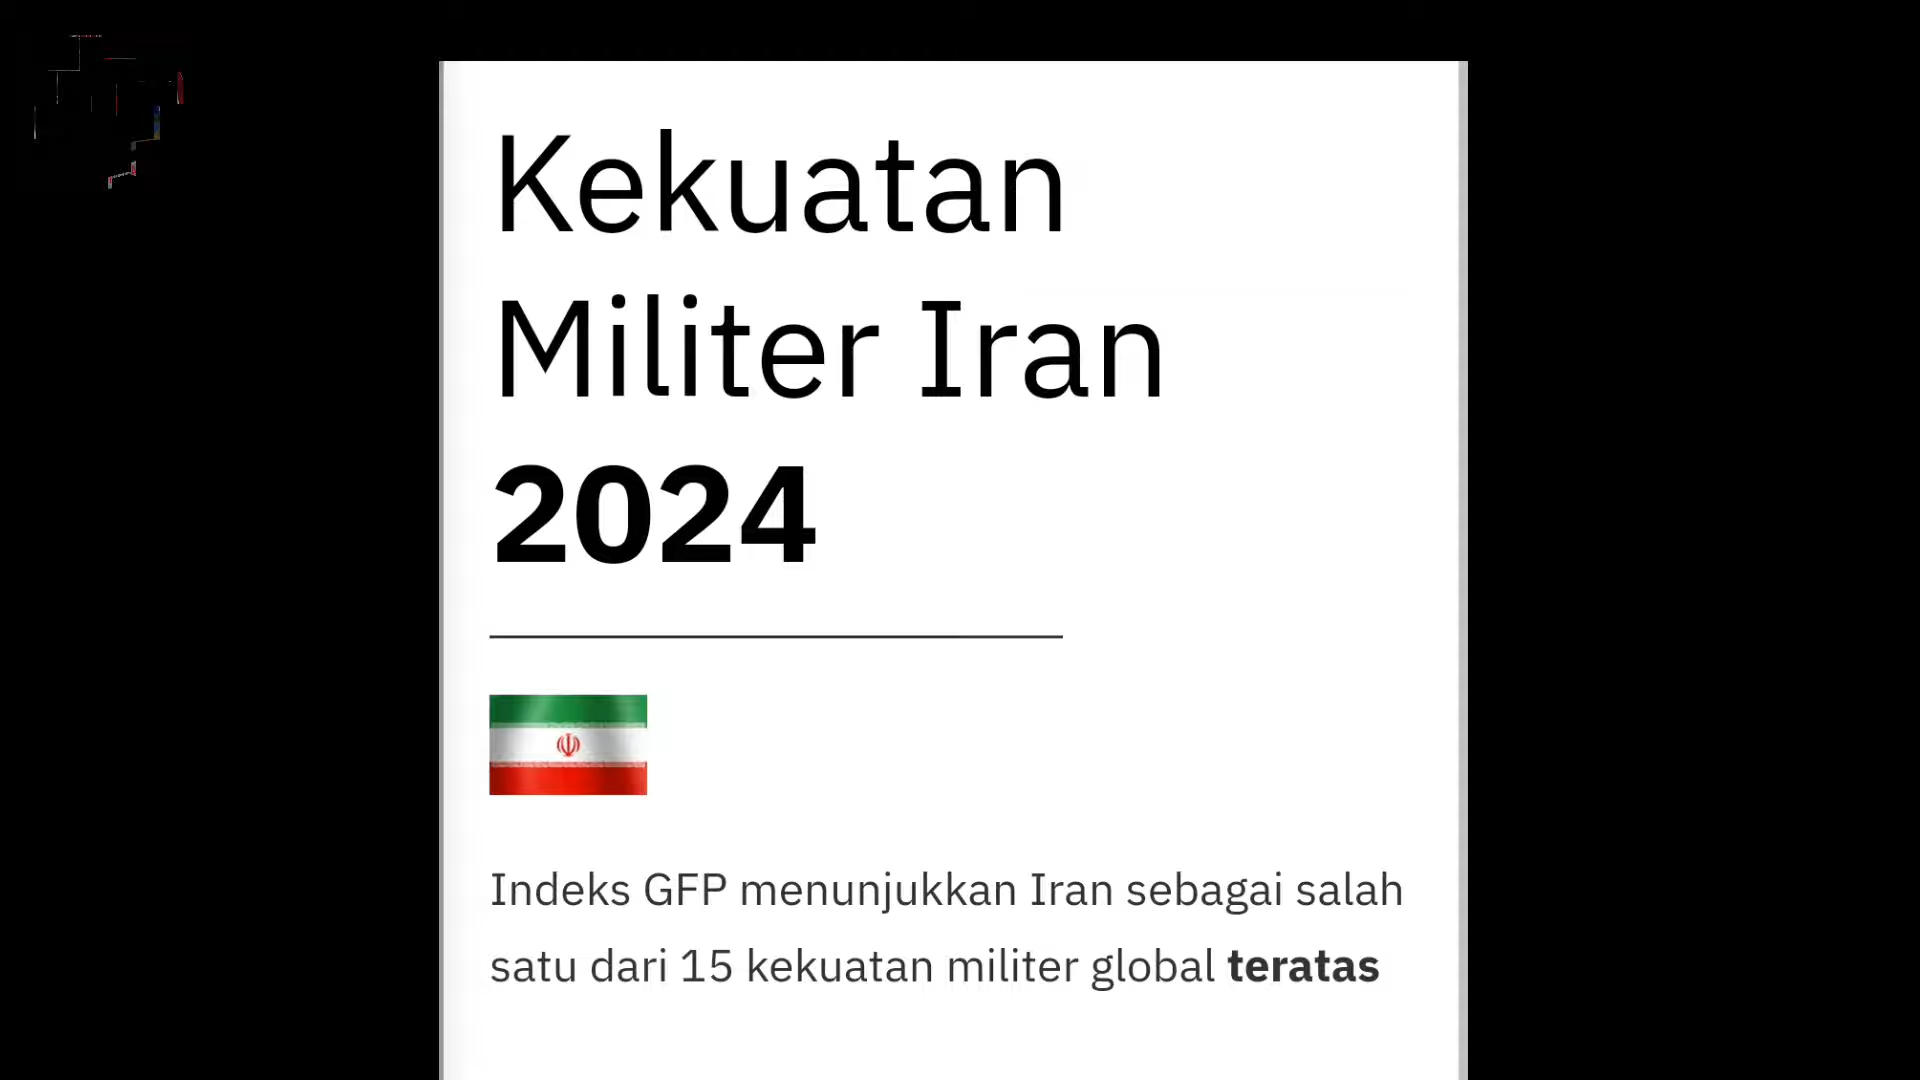 Kekuatan
Militer Iran
2024
Indeks GFP menunjukkan Iran sebagai salah
satu dari 15 kekuatan militer global teratas